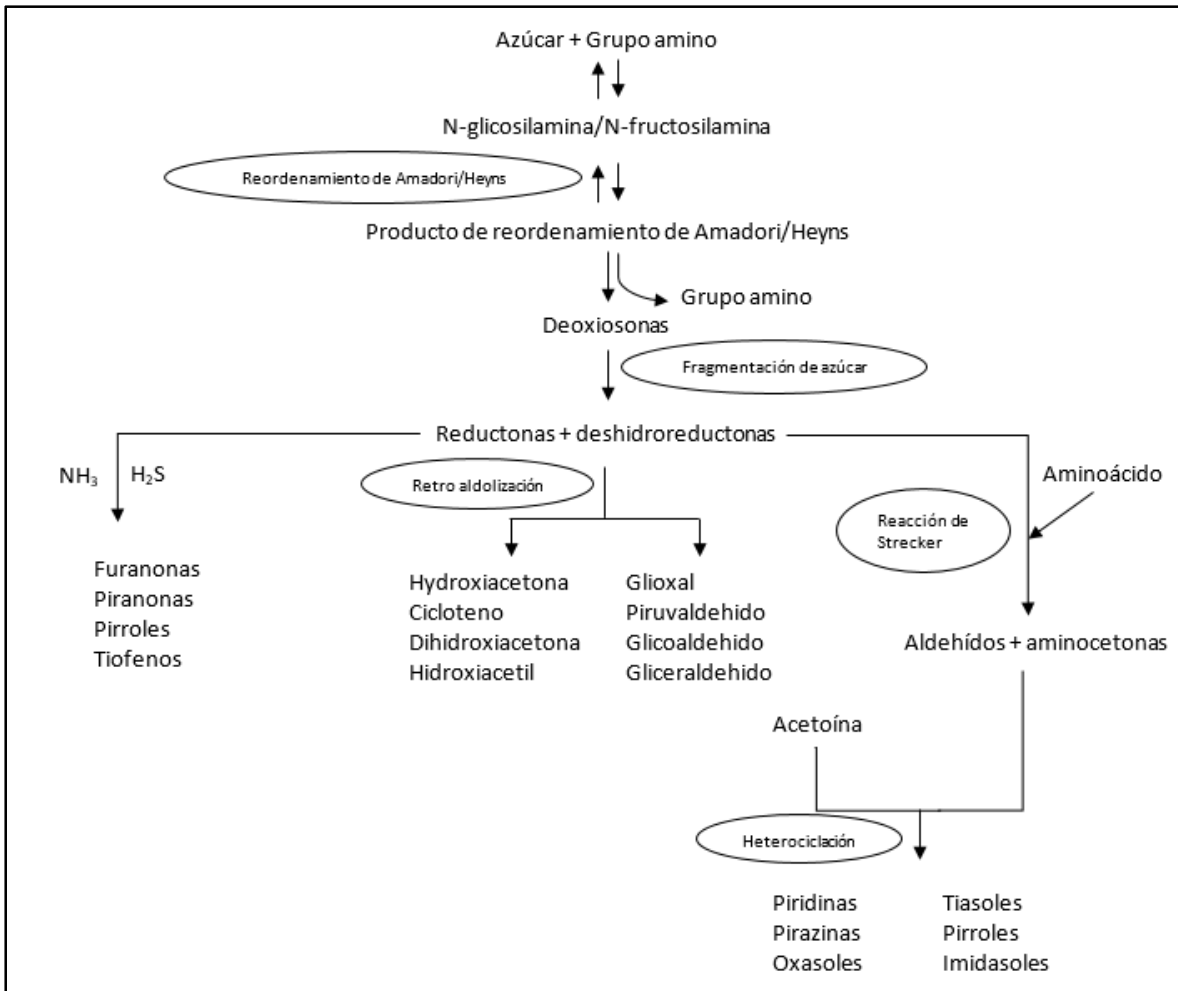 Azúcar + Grupo amino
N-glicosilamina/N-fructosilamina
Reordenamiento de Amadori/Heyns
Producto de reordenamiento de Amadori/Heyns
Grupo amino
Deoxiosonas
Fragmentación de azúcar
Reductonas + deshidroreductonas
NH₃
H₂S
Retro aldolización
Aminoácido
Reacción de
Strecker
Furanonas
Piranonas
Pirroles
Tiofenos
Hydroxiacetona
Cicloteno
Dihidroxiacetona
Hidroxiacetil
Glioxal
Piruvaldehido
Glicoaldehido
Gliceraldehido
Aldehídos + aminocetonas
Acetoína
Heterociclación
Piridinas
Pirazinas
Oxasoles
Tiasoles
Pirroles
Imidasoles